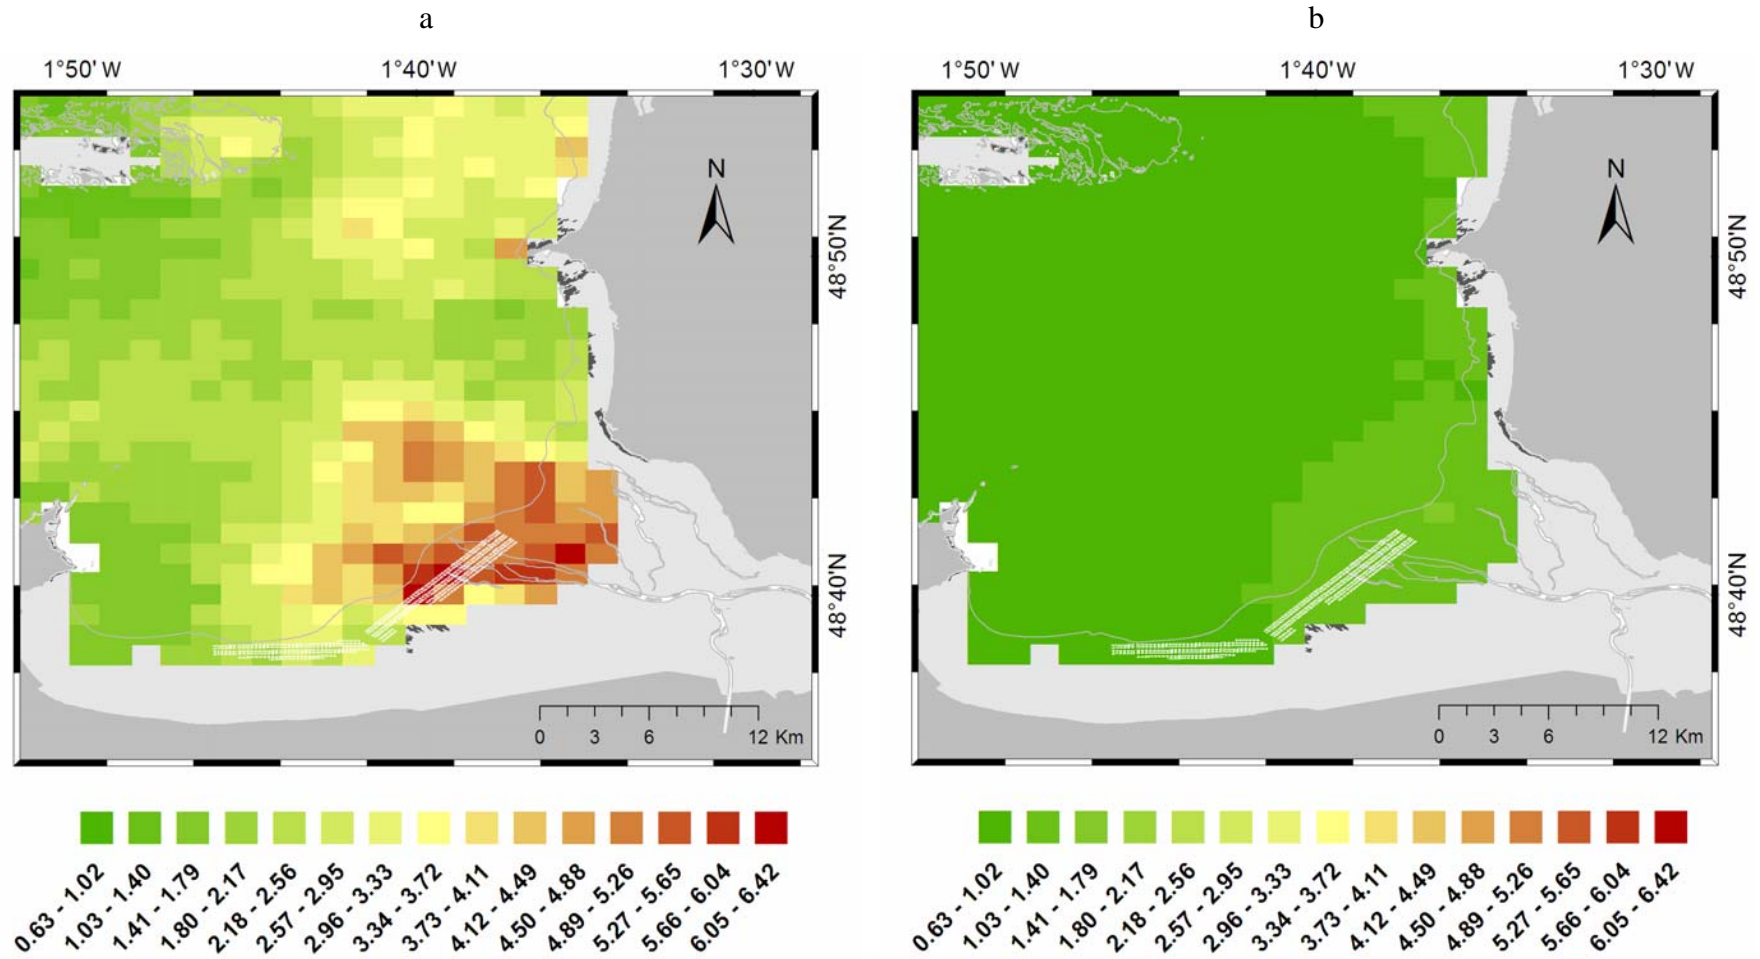 a b
1°50' W 1°40' W 1°30' W 1°50' W 1°40' W 1°30' W
N N
48°50'N 48°50'N
48°40'N 48°40'N
0 3 6 12 Km 0 3 6 12 Km
0.63 - 1.02 1.03 - 1.40 1.41 - 1.79 1.80 - 2.17 2.18 - 2.56 2.57 - 2.95 2.96 - 3.33 3.34 - 3.72 3.73 - 4.11 4.12 - 4.49 4.50 - 4.88 4.89 - 5.26 5.27 - 5.65 5.66 - 6.04 6.05 - 6.42 0.63 - 1.02 1.03 - 1.40 1.41 - 1.79 1.80 - 2.17 2.18 - 2.56 2.57 - 2.95 2.96 - 3.33 3.34 - 3.72 3.73 - 4.11 4.12 - 4.49 4.50 - 4.88 4.89 - 5.26 5.27 - 5.65 5.66 - 6.04 6.05 - 6.42